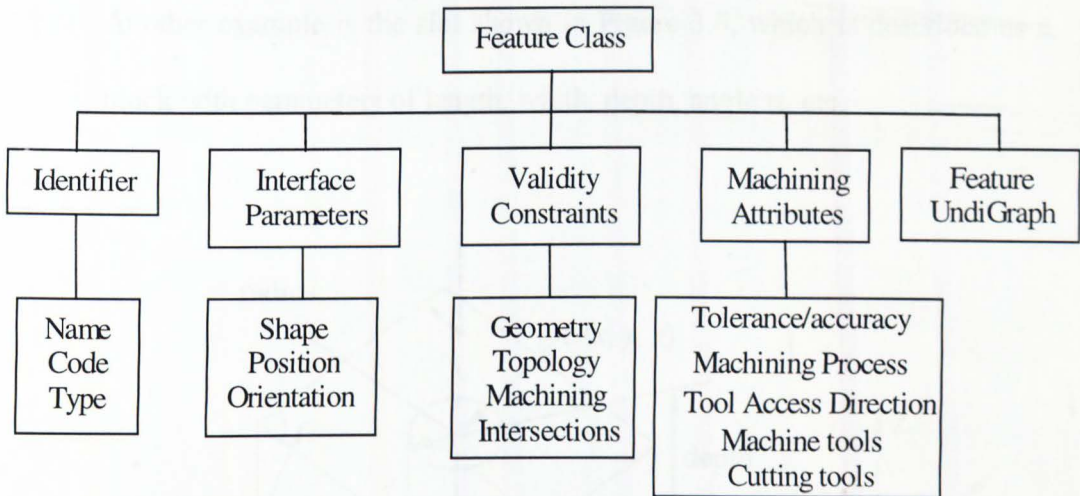 Feature Class
Identifier
Interface
Parameters
Validity
Constraints
Machining
Attributes
Feature
UndiGraph
Name
Code
Type
Shape
Position
Orientation
Geometry
Topology
Machining
Intersections
Tolerance/accuracy
Machining Process
Tool Access Direction
Machine tools
Cutting tools